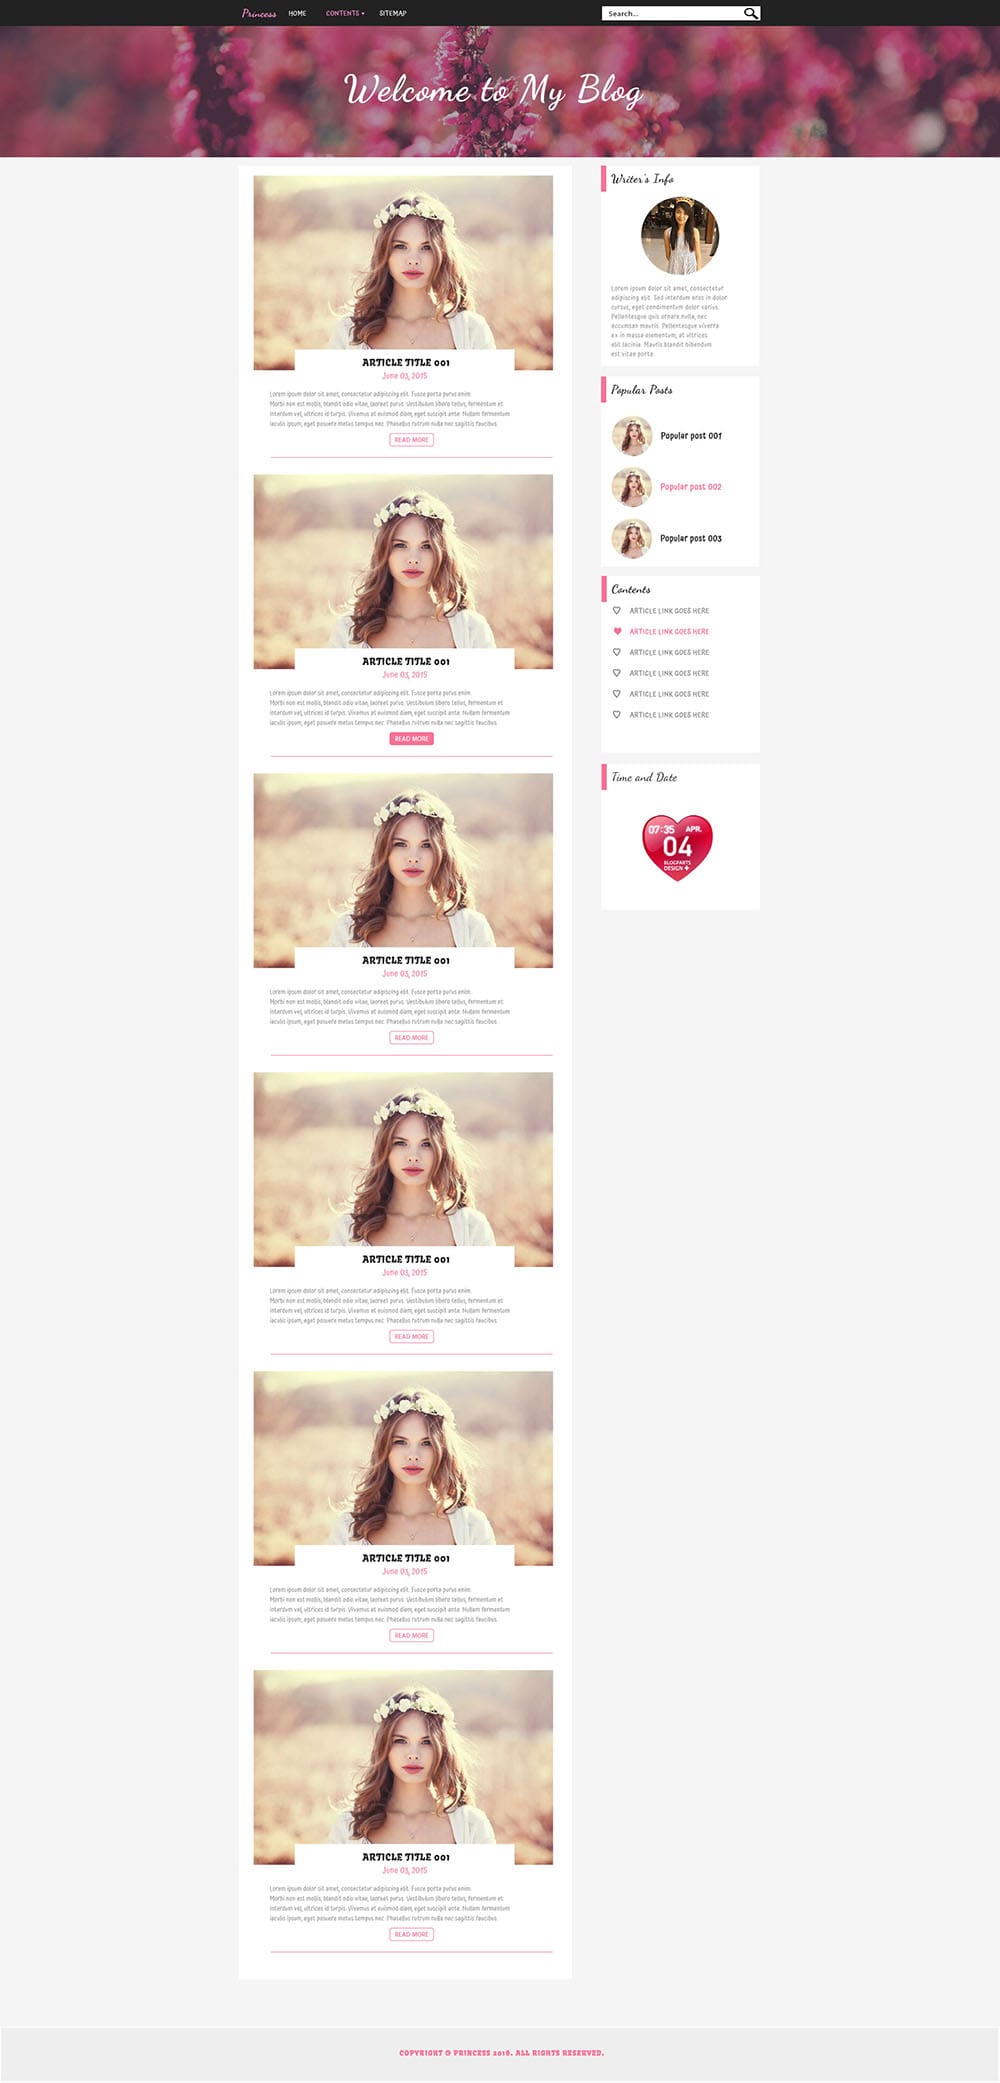 Princess HOME CONTENTS SITEMAP Search...
Welcome to My Blog
ARTICLE TITLE 001
June 03, 2015
Lorem ipsum dolor sit amet, consectetur adipiscing elit. Fusce porta purus enim.
Morbi non est mollis, blandit odio vitae, laoreet purus. Vestibulum libero tellus, fermentum et
interdum vel, ultrices id turpis. Vivamus at euismod diam, eget suscipit ante. Nullam fermentum
iaculis ipsum, eget posuere metus tempus nec. Phasellus rutrum nulla nec sagittis faucibus.
READ MORE
ARTICLE TITLE 001
June 03, 2015
Lorem ipsum dolor sit amet, consectetur adipiscing elit. Fusce porta purus enim.
Morbi non est mollis, blandit odio vitae, laoreet purus. Vestibulum libero tellus, fermentum et
interdum vel, ultrices id turpis. Vivamus at euismod diam, eget suscipit ante. Nullam fermentum
iaculis ipsum, eget posuere metus tempus nec. Phasellus rutrum nulla nec sagittis faucibus.
READ MORE
ARTICLE TITLE 001
June 03, 2015
Lorem ipsum dolor sit amet, consectetur adipiscing elit. Fusce porta purus enim.
Morbi non est mollis, blandit odio vitae, laoreet purus. Vestibulum libero tellus, fermentum et
interdum vel, ultrices id turpis. Vivamus at euismod diam, eget suscipit ante. Nullam fermentum
iaculis ipsum, eget posuere metus tempus nec. Phasellus rutrum nulla nec sagittis faucibus.
READ MORE
ARTICLE TITLE 001
June 03, 2015
Lorem ipsum dolor sit amet, consectetur adipiscing elit. Fusce porta purus enim.
Morbi non est mollis, blandit odio vitae, laoreet purus. Vestibulum libero tellus, fermentum et
interdum vel, ultrices id turpis. Vivamus at euismod diam, eget suscipit ante. Nullam fermentum
iaculis ipsum, eget posuere metus tempus nec. Phasellus rutrum nulla nec sagittis faucibus.
READ MORE
ARTICLE TITLE 001
June 03, 2015
Lorem ipsum dolor sit amet, consectetur adipiscing elit. Fusce porta purus enim.
Morbi non est mollis, blandit odio vitae, laoreet purus. Vestibulum libero tellus, fermentum et
interdum vel, ultrices id turpis. Vivamus at euismod diam, eget suscipit ante. Nullam fermentum
iaculis ipsum, eget posuere metus tempus nec. Phasellus rutrum nulla nec sagittis faucibus.
READ MORE
ARTICLE TITLE 001
June 03, 2015
Lorem ipsum dolor sit amet, consectetur adipiscing elit. Fusce porta purus enim.
Morbi non est mollis, blandit odio vitae, laoreet purus. Vestibulum libero tellus, fermentum et
interdum vel, ultrices id turpis. Vivamus at euismod diam, eget suscipit ante. Nullam fermentum
iaculis ipsum, eget posuere metus tempus nec. Phasellus rutrum nulla nec sagittis faucibus.
READ MORE
Writer's Info
Lorem ipsum dolor sit amet, consectetur
adipiscing elit. Sed interdum eros in dolor
cursus, eget condimentum dolor varius.
Pellentesque quis ornare nulla, nec
accumsan mauris. Pellentesque viverra
ex in massa elementum, at ultrices
elit lacinia. Mauris blandit bibendum
est vitae porta.
Popular Posts
Popular post 001
Popular post 002
Popular post 003
Contents
ARTICLE LINK GOES HERE
ARTICLE LINK GOES HERE
ARTICLE LINK GOES HERE
ARTICLE LINK GOES HERE
ARTICLE LINK GOES HERE
ARTICLE LINK GOES HERE
Time and Date
07:35 APR.
04
BLOGPARTS
DESIGN +
COPYRIGHT @ PRINCESS 2016. ALL RIGHTS RESERVED.